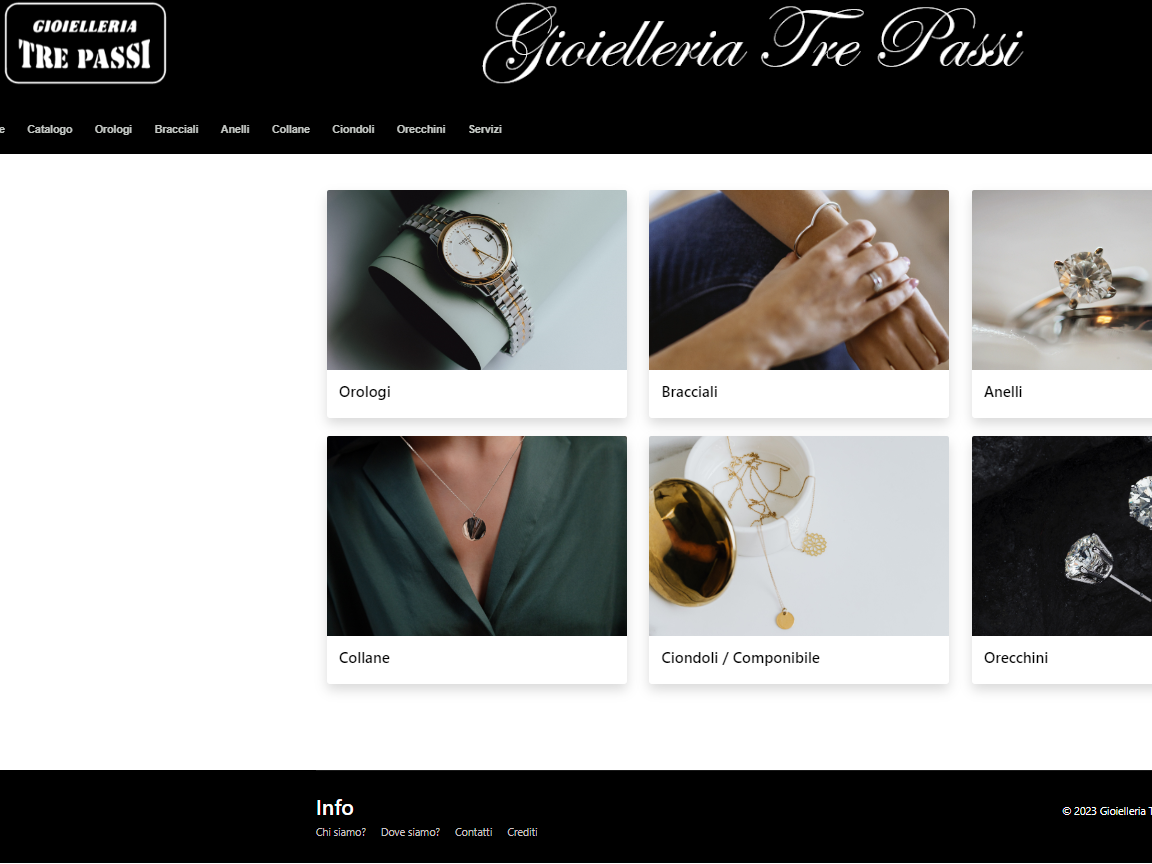 GIOIELLERIA
TRE PASSI
Gioielleria Tre Passi
e Catalogo Orologi Bracciali Anelli Collane Ciondoli Orecchini Servizi
Orologi Bracciali Anelli
Collane Ciondoli / Componibile Orecchini
Info
© 2023 Gioielleria T
Chi siamo? Dove siamo? Contatti Crediti